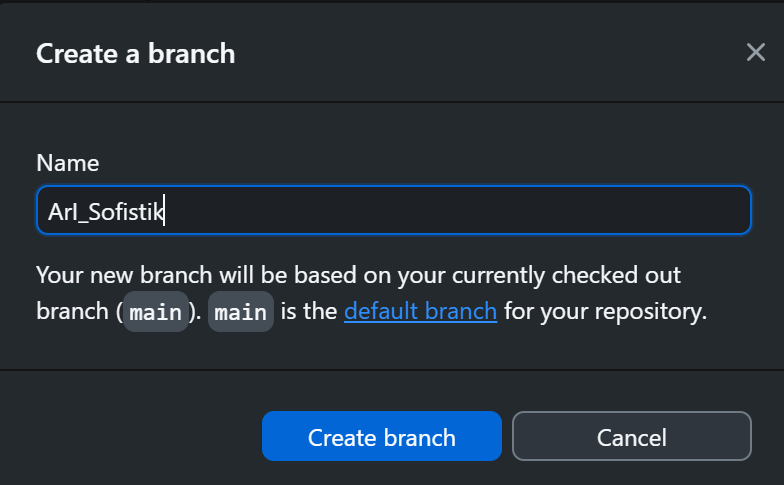 Create a branch
Name
ArI_Sofistik
Your new branch will be based on your currently checked out
branch (main). main is the default branch for your repository.
Create branch
Cancel